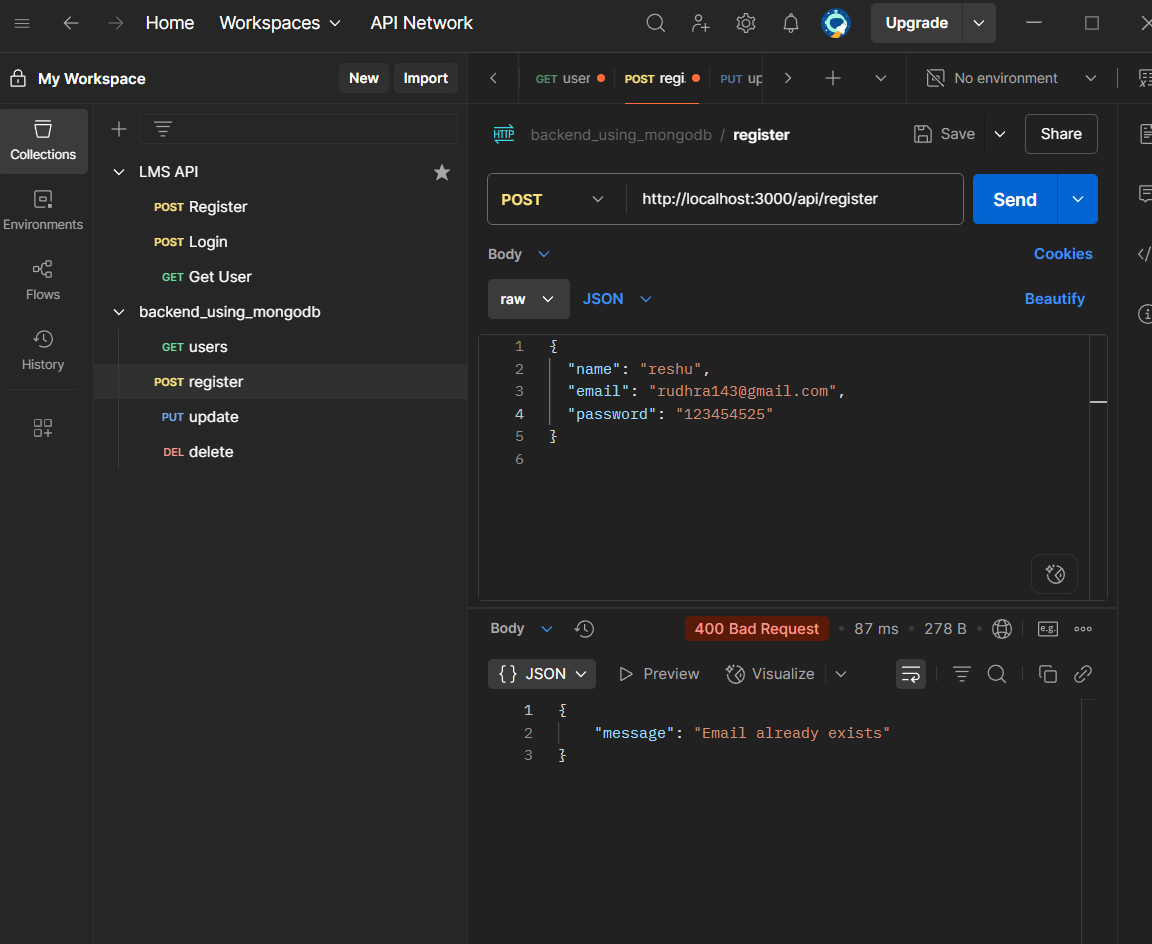 Home Workspaces API Network Upgrade
My Workspace New Import
GET user POST regi. PUT up No environment
Collections
Environments
Flows
History
LMS API
POST Register
POST Login
GET Get User
backend_using_mongodb
GET users
POST register
PUT update
DEL delete
HTTP backend_using_mongodb / register Save Share
POST http://localhost:3000/api/register Send
Body Cookies
raw JSON Beautify
1 {
2 "name": "reshu",
3 "email": "rudhra143@gmail.com",
4 "password": "123454525"
5 }
6
Body 400 Bad Request • 87 ms • 278 B • e.g.
{} JSON Preview Visualize
1 {
2 "message": "Email already exists"
3 }